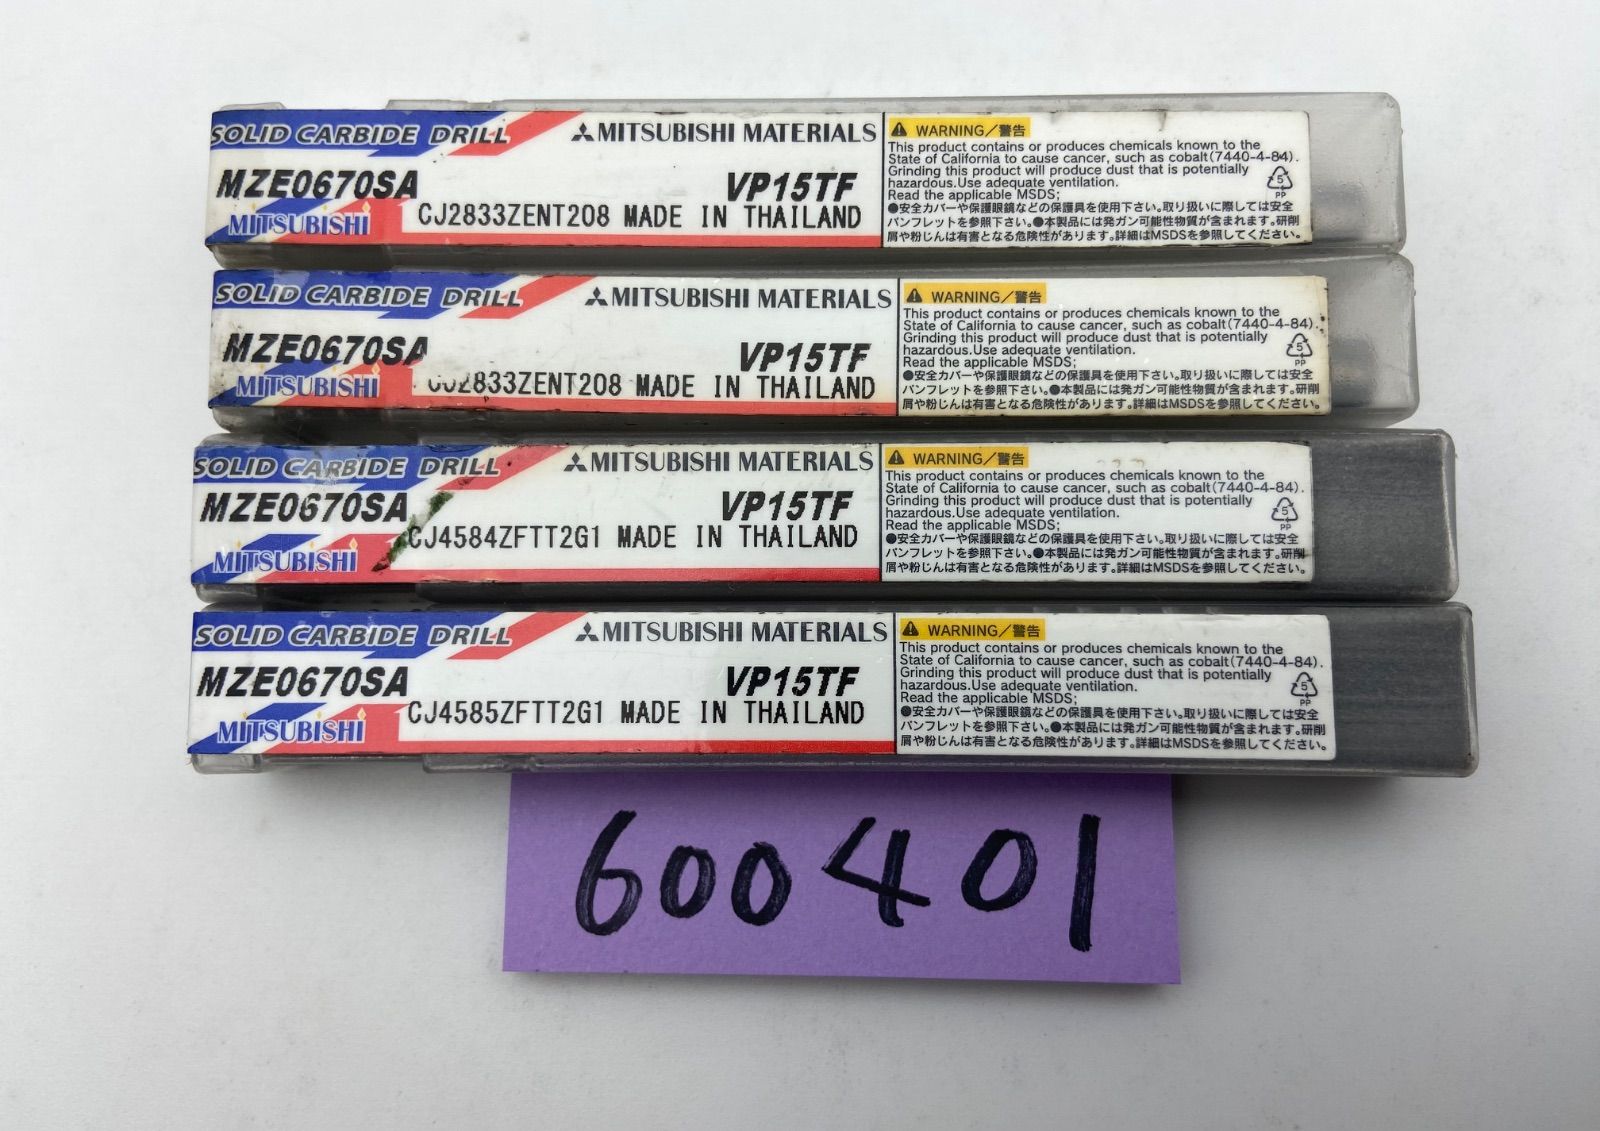 SOLID CARBIDE DRILL MITSUBISHI MATERIALS
MZE0670SA VP15TF
MITSUBISHI CJ2833ZENT208 MADE IN THAILAND
WARNING/警告
This product contains or produces chemicals known to the
State of California to cause cancer, such as cobalt(7440-4-84).
Grinding this product will produce dust that is potentially
hazardous.Use adequate ventilation.
Read the applicable MSDS;
5
PP
●安全カバーや保護眼鏡などの保護具を使用下さい。取り扱いに際しては安全
パンフレットを参照下さい。●本製品には発ガン可能性物質が含まれます。研削
屑や粉じんは有害となる危険性があります。詳細はMSDSを参照してください。
SOLID CARBIDE DRILL MITSUBISHI MATERIALS
MZE0670SA VP15TF
MITSUBISHI CJ2833ZENT208 MADE IN THAILAND
WARNING/警告
This product contains or produces chemicals known to the
State of California to cause cancer, such as cobalt(7440-4-84).
Grinding this product will produce dust that is potentially
hazardous.Use adequate ventilation.
Read the applicable MSDS;
5
PP
●安全カバーや保護眼鏡などの保護具を使用下さい。取り扱いに際しては安全
パンフレットを参照下さい。●本製品には発ガン可能性物質が含まれます。研削
屑や粉じんは有害となる危険性があります。詳細はMSDSを参照してください。
SOLID CARBIDE DRILL MITSUBISHI MATERIALS
MZE0670SA VP15TF
MITSUBISHI CJ4584ZFTT2G1 MADE IN THAILAND
WARNING/警告
This product contains or produces chemicals known to the
State of California to cause cancer, such as cobalt(7440-4-84).
Grinding this product will produce dust that is potentially
hazardous.Use adequate ventilation.
Read the applicable MSDS;
5
PP
●安全カバーや保護眼鏡などの保護具を使用下さい。取り扱いに際しては安全
パンフレットを参照下さい。●本製品には発ガン可能性物質が含まれます。研削
屑や粉じんは有害となる危険性があります。詳細はMSDSを参照してください。
SOLID CARBIDE DRILL MITSUBISHI MATERIALS
MZE0670SA VP15TF
MITSUBISHI CJ4585ZFTT2G1 MADE IN THAILAND
WARNING/警告
This product contains or produces chemicals known to the
State of California to cause cancer, such as cobalt(7440-4-84).
Grinding this product will produce dust that is potentially
hazardous.Use adequate ventilation.
Read the applicable MSDS;
5
PP
●安全カバーや保護眼鏡などの保護具を使用下さい。取り扱いに際しては安全
パンフレットを参照下さい。●本製品には発ガン可能性物質が含まれます。研削
屑や粉じんは有害となる危険性があります。詳細はMSDSを参照してください。
600401